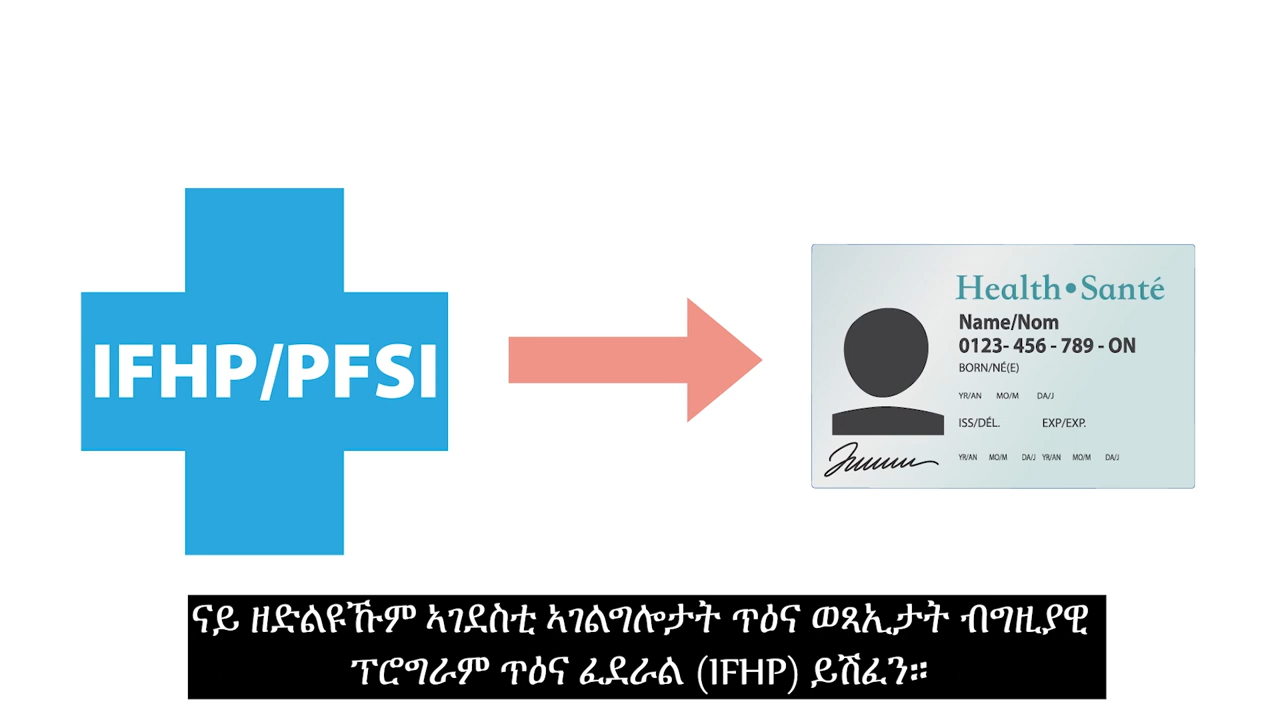 IFHP/PFSI
Health•Santé
Name/Nom
0123- 456 - 789 - ON
BORN/NÉ(E)
YR/AN MO/M DA/J
ISS/DÉL. EXP/EXP.
YR/AN MO/M DA/J YR/AN MO/M DA/J
ናይ ዘድልዩኹም ኣገደስቲ ኣገልግሎታት ጥዕና ወጻኢታት ብግዚያዊ
ፕሮግራም ጥዕና ፈደራል (IFHP) ይሽፈን።